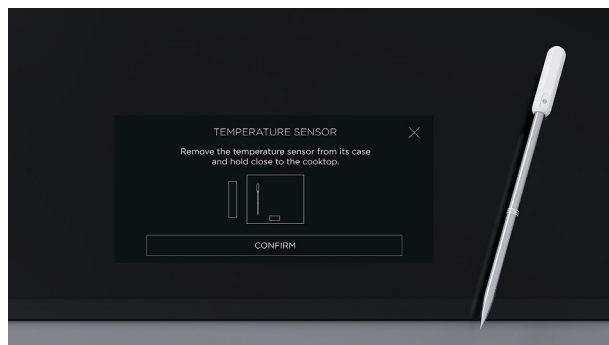 TEMPERATURE SENSOR
Remove the temperature sensor from its case
and hold close to the cooktop.
CONFIRM